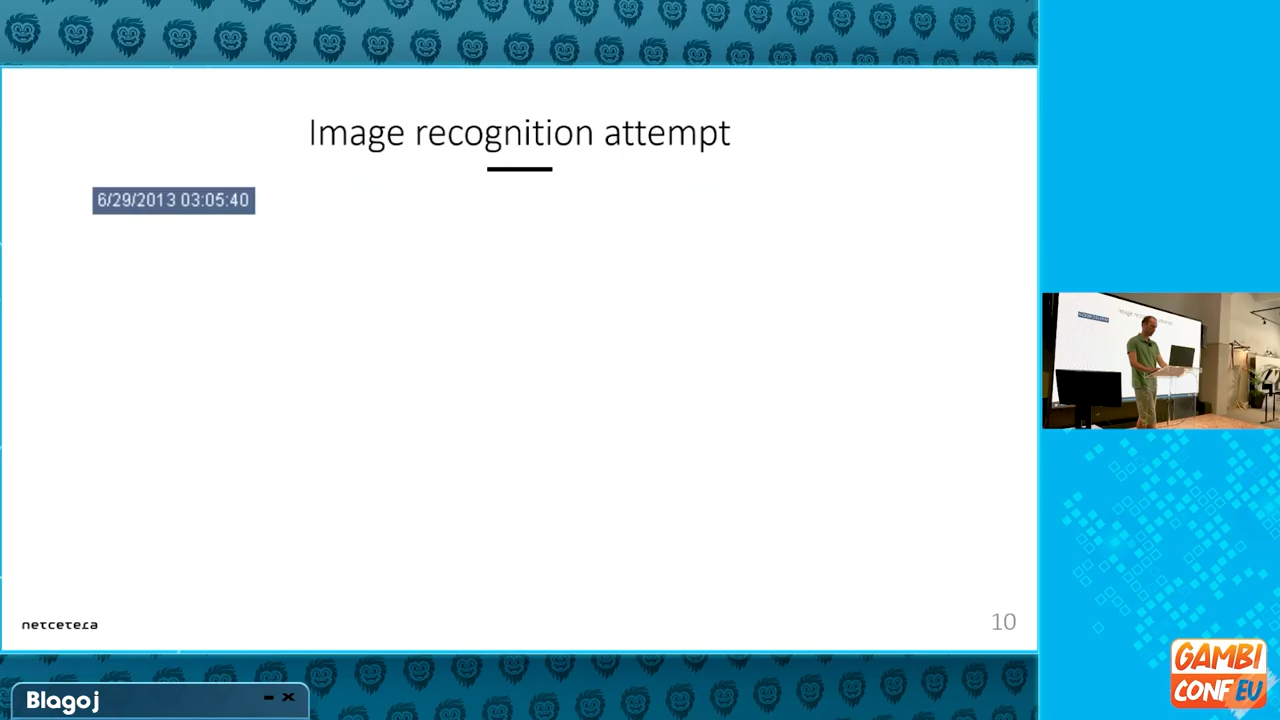 Image recognition attempt
6/29/2013 03:05:40
netcetera
10
Blagoj
GAMBI
CONF EU